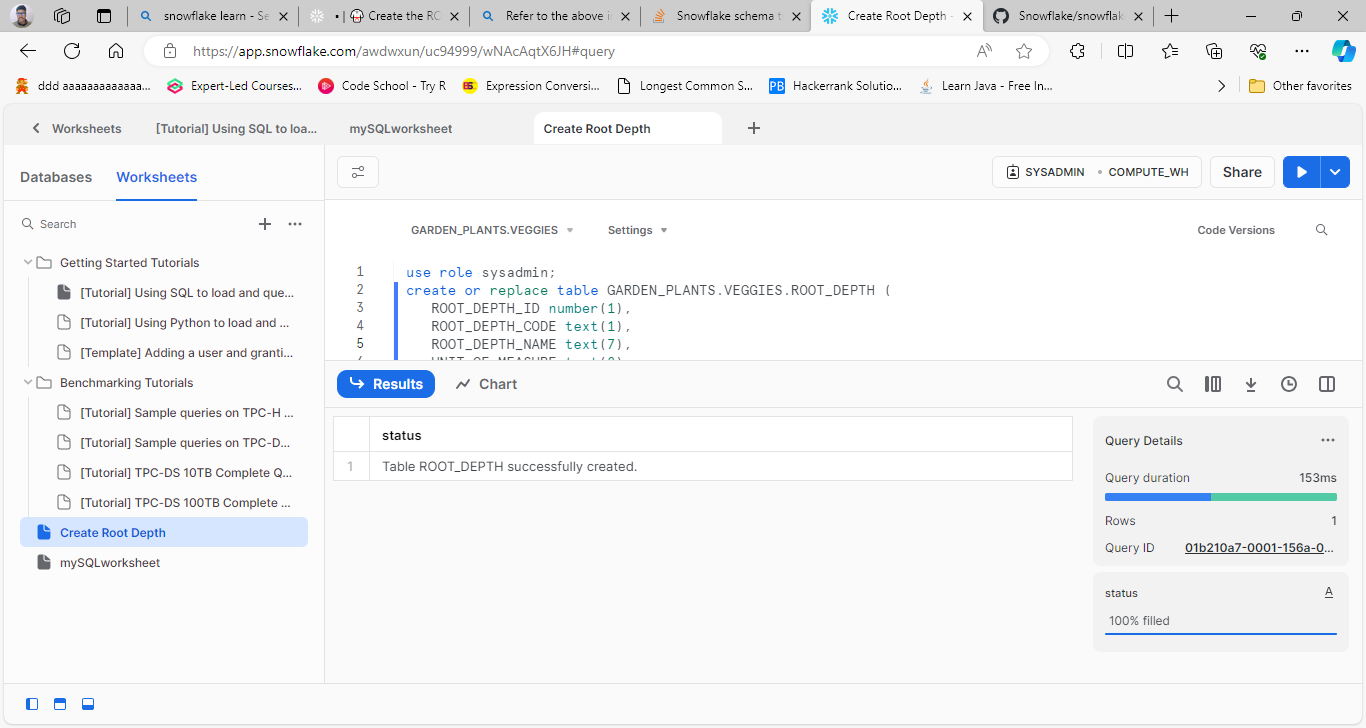 snowflake learn - Se
• | Create the RO
Refer to the above i
Snowflake schema t
Create Root Depth -
Snowflake/snowflak
https://app.snowflake.com/awdwxun/uc94999/wNAcAqtX6JH#query
ddd aaaaaaaaaaaaa...
Expert-Led Courses...
Code School - Try R
Expression Conversi...
Longest Common S...
PB
Hackerrank Solutio...
Learn Java - Free In...
Other favorites
Worksheets
[Tutorial] Using SQL to loa...
mySQLworksheet
Create Root Depth
Databases
Worksheets
SYSADMIN • COMPUTE_WH
Share
Search
GARDEN_PLANTS.VEGGIES
Settings
Code Versions
Getting Started Tutorials
[Tutorial] Using SQL to load and que...
[Tutorial] Using Python to load and ...
[Template] Adding a user and granti...
Benchmarking Tutorials
[Tutorial] Sample queries on TPC-H ...
[Tutorial] Sample queries on TPC-D...
[Tutorial] TPC-DS 10TB Complete Q...
[Tutorial] TPC-DS 100TB Complete ...
Create Root Depth
mySQLworksheet
1 use role sysadmin;
2 create or replace table GARDEN_PLANTS.VEGGIES.ROOT_DEPTH (
3 ROOT_DEPTH_ID number(1),
4 ROOT_DEPTH_CODE text(1),
5 ROOT_DEPTH_NAME text(7),
Results
Chart
status
1 Table ROOT_DEPTH successfully created.
Query Details
Query duration 153ms
Rows 1
Query ID 01b210a7-0001-156a-0...
status A
100% filled